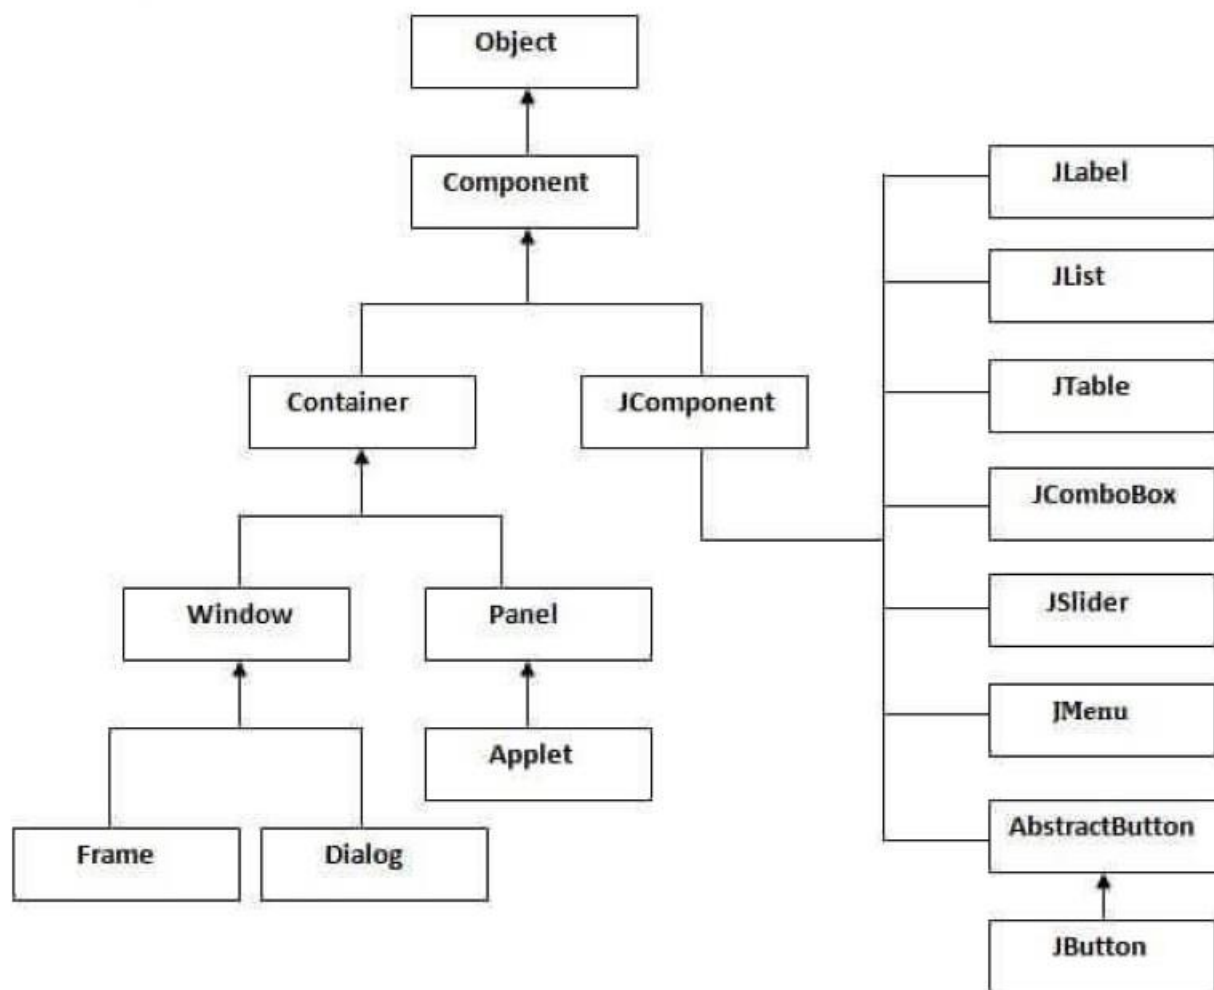 Object
Component
Container
JComponent
Window
Panel
Applet
Frame
Dialog
JLabel
JList
JTable
JComboBox
JSlider
JMenu
AbstractButton
JButton